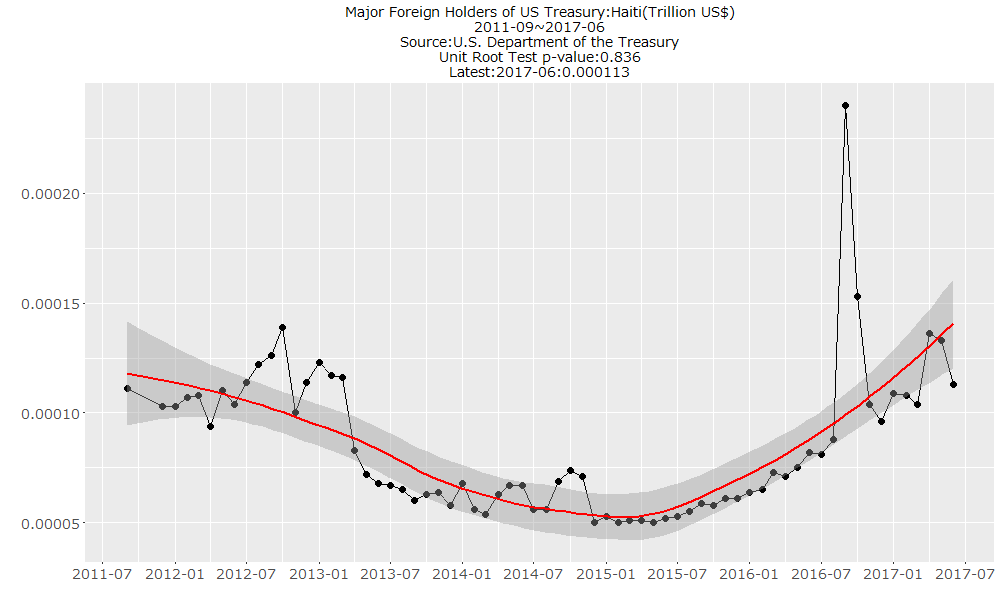 Major Foreign Holders of US Treasury:Haiti(Trillion US$)
2011-09~2017-06
Source:U.S. Department of the Treasury
Unit Root Test p-value:0.836
Latest:2017-06:0.000113
0.00020
0.00015
0.00010
0.00005
2011-07 2012-01 2012-07 2013-01 2013-07 2014-01 2014-07 2015-01 2015-07 2016-01 2016-07 2017-01 2017-07